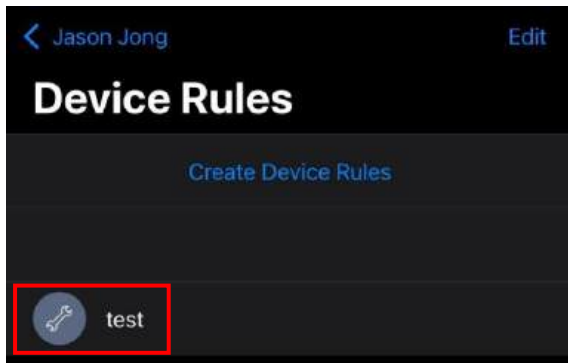 Jason Jong
Edit
Device Rules
Create Device Rules
test